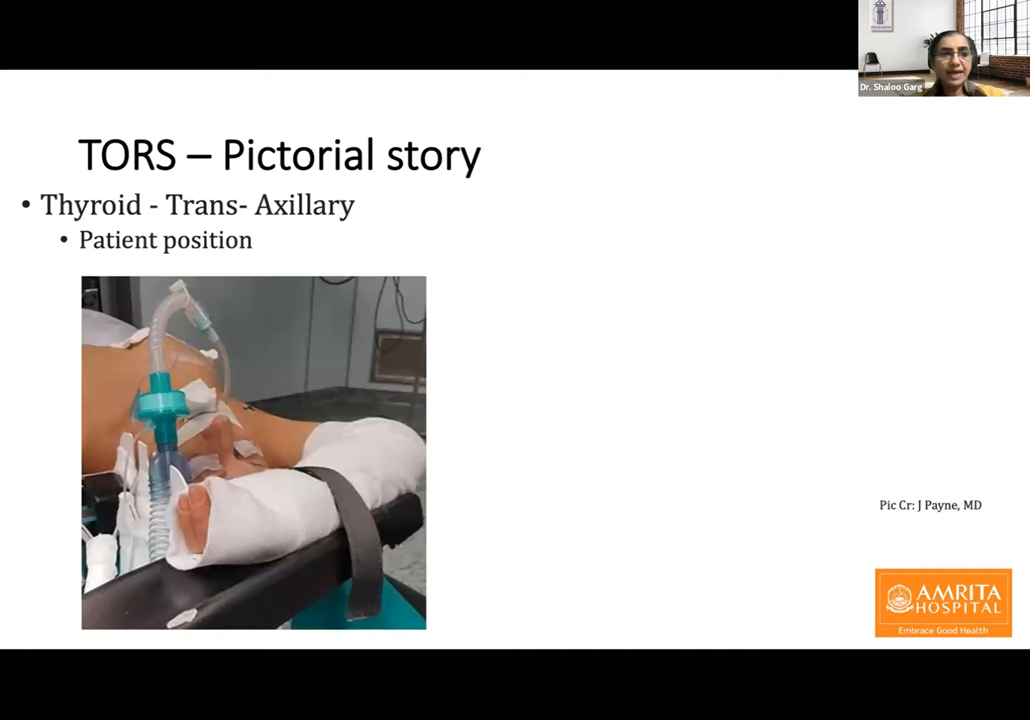 Dr. Shaloo Garg
TORS – Pictorial story
• Thyroid - Trans- Axillary
• Patient position
Pic Cr: J Payne, MD
AMRITA
HOSPITAL
Embrace Good Health